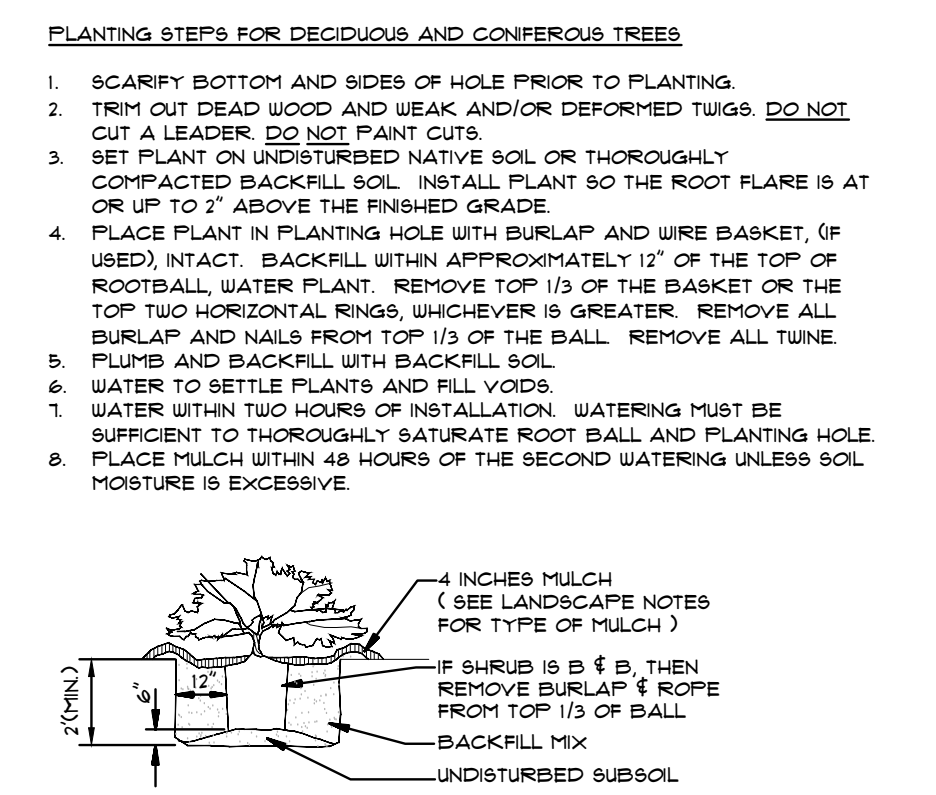 PLANTING STEPS FOR DECIDUOUS AND CONIFEROUS TREES
1. SCARIFY BOTTOM AND SIDES OF HOLE PRIOR TO PLANTING.
2. TRIM OUT DEAD WOOD AND WEAK AND/OR DEFORMED TWIGS. DO NOT
CUT A LEADER. DO NOT PAINT CUTS.
3. SET PLANT ON UNDISTURBED NATIVE SOIL OR THOROUGHLY
COMPACTED BACKFILL SOIL. INSTALL PLANT SO THE ROOT FLARE IS AT
OR UP TO 2" ABOVE THE FINISHED GRADE.
4. PLACE PLANT IN PLANTING HOLE WITH BURLAP AND WIRE BASKET, (IF
USED), INTACT. BACKFILL WITHIN APPROXIMATELY 12" OF THE TOP OF
ROOTBALL, WATER PLANT. REMOVE TOP 1/3 OF THE BASKET OR THE
TOP TWO HORIZONTAL RINGS, WHICHEVER IS GREATER. REMOVE ALL
BURLAP AND NAILS FROM TOP 1/3 OF THE BALL. REMOVE ALL TWINE.
5. PLUMB AND BACKFILL WITH BACKFILL SOIL.
6. WATER TO SETTLE PLANTS AND FILL VOIDS.
7. WATER WITHIN TWO HOURS OF INSTALLATION. WATERING MUST BE
SUFFICIENT TO THOROUGHLY SATURATE ROOT BALL AND PLANTING HOLE.
8. PLACE MULCH WITHIN 48 HOURS OF THE SECOND WATERING UNLESS SOIL
MOISTURE IS EXCESSIVE.
4 INCHES MULCH
( SEE LANDSCAPE NOTES
FOR TYPE OF MULCH )
IF SHRUB IS B & B, THEN
REMOVE BURLAP & ROPE
FROM TOP 1/3 OF BALL
BACKFILL MIX
UNDISTURBED SUBSOIL
2'(MIN.)
6"
12"